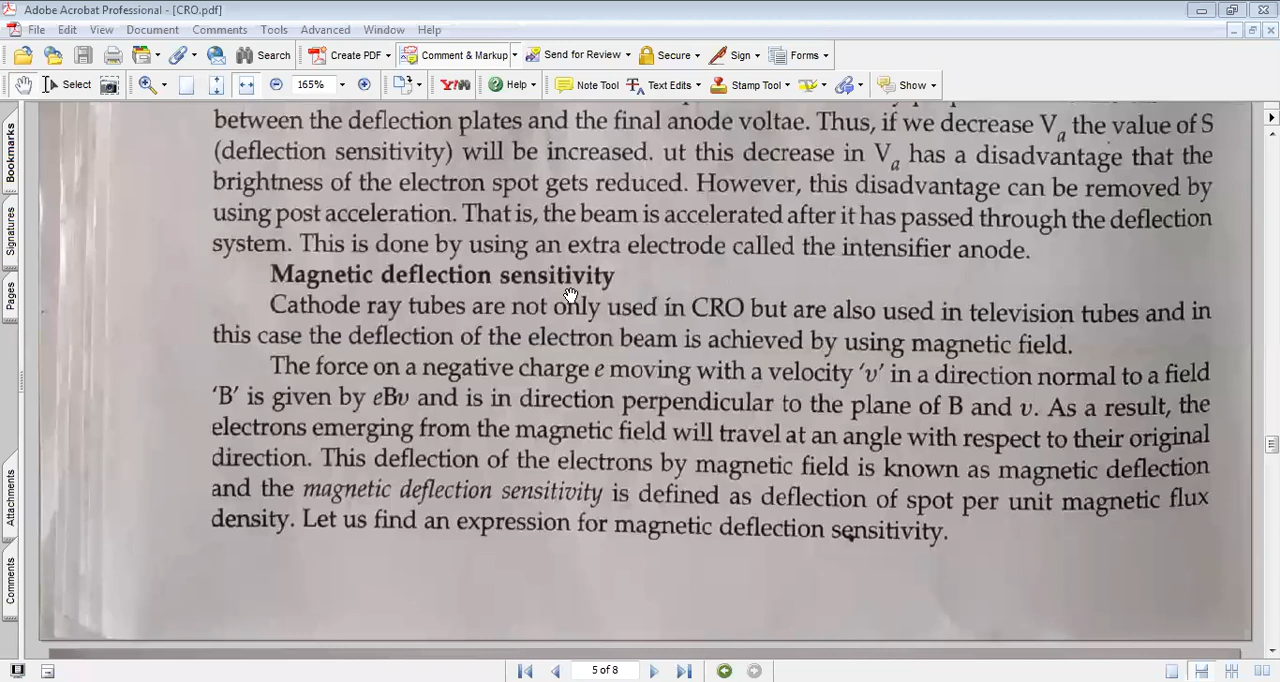 Adobe Acrobat Professional - [CRO.pdf]
File Edit View Document Comments Tools Advanced Window Help
Search Create PDF Comment & Markup Send for Review Secure Sign Forms
Select 165% Y! Help Note Tool Text Edits Stamp Tool Show
Bookmarks
Signatures
Pages
Attachments
Comments
between the deflection plates and the final anode voltae. Thus, if we decrease Va the value of S
(deflection sensitivity) will be increased. ut this decrease in Va has a disadvantage that the
brightness of the electron spot gets reduced. However, this disadvantage can be removed by
using post acceleration. That is, the beam is accelerated after it has passed through the deflection
system. This is done by using an extra electrode called the intensifier anode.
Magnetic deflection sensitivity
Cathode ray tubes are not only used in CRO but are also used in television tubes and in
this case the deflection of the electron beam is achieved by using magnetic field.
The force on a negative charge e moving with a velocity ‘v’ in a direction normal to a field
‘B’ is given by eBv and is in direction perpendicular to the plane of B and v. As a result, the
electrons emerging from the magnetic field will travel at an angle with respect to their original
direction. This deflection of the electrons by magnetic field is known as magnetic deflection
and the magnetic deflection sensitivity is defined as deflection of spot per unit magnetic flux
density. Let us find an expression for magnetic deflection sensitivity.
5 of 8